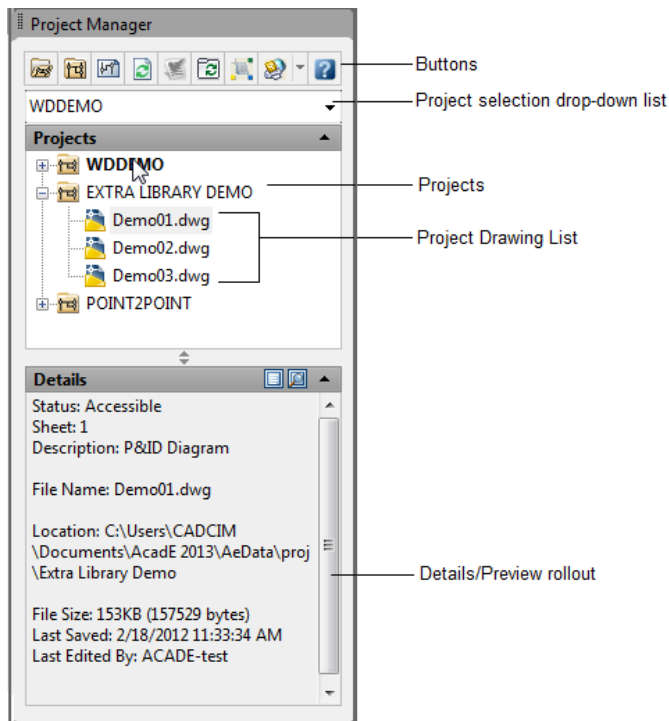 Project Manager
Buttons
WDDEMO
Project selection drop-down list
Projects
WDDEMO
EXTRA LIBRARY DEMO
Projects
Demo01.dwg
Demo02.dwg
Project Drawing List
Demo03.dwg
POINT2POINT
Details
Status: Accessible
Sheet: 1
Description: P&ID Diagram
File Name: Demo01.dwg
Location: C:\Users\CADCIM
\Documents\AcadE 2013\AeData\proj
\Extra Library Demo
Details/Preview rollout
File Size: 153KB (157529 bytes)
Last Saved: 2/18/2012 11:33:34 AM
Last Edited By: ACADE-test